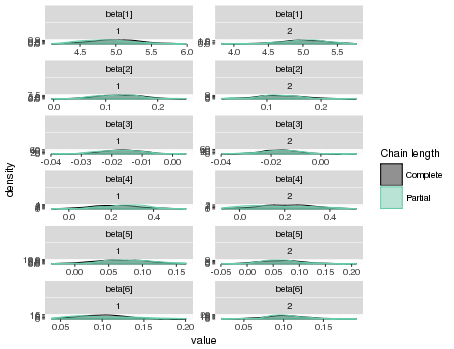 beta[1] beta[1]
1 2
4.5 5.0 5.5 6.0 4.0 4.5 5.0 5.5
beta[2] beta[2]
1 2
0.0 0.1 0.2 0.1 0.2
beta[3] beta[3]
1 2
-0.04 -0.03 -0.02 -0.01 0.00 -0.04 -0.02 0.00
beta[4] beta[4]
1 2
0.0 0.2 0.4 0.0 0.2 0.4
beta[5] beta[5]
1 2
0.00 0.05 0.10 0.15 -0.05 0.00 0.05 0.10 0.15 0.20
beta[6] beta[6]
1 2
0.05 0.10 0.15 0.20 0.05 0.10 0.15
value
density
Chain length
Complete
Partial